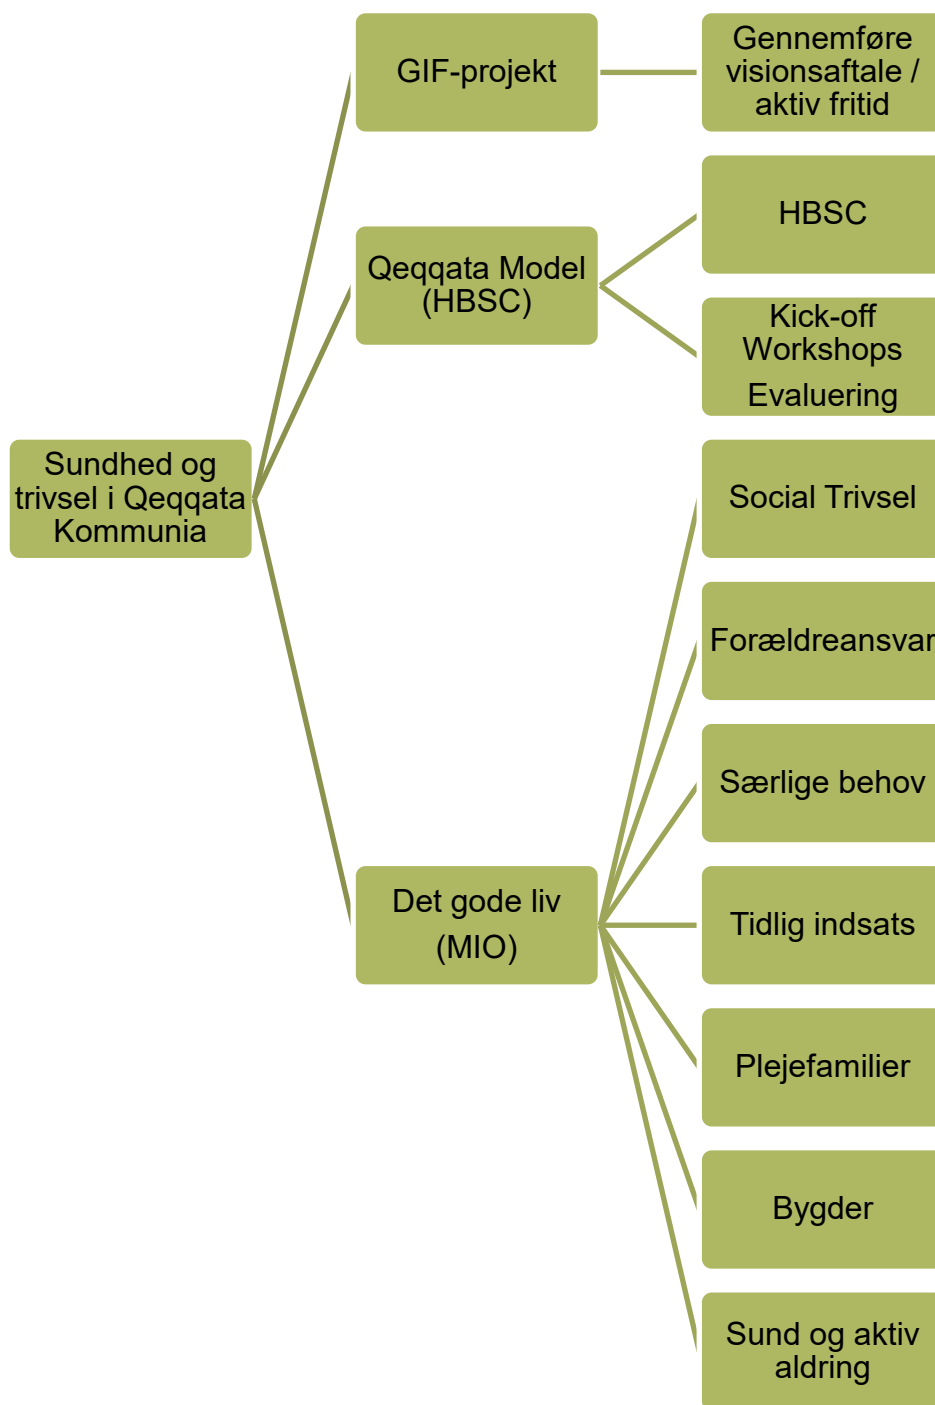 Sundhed og
trivsel i Qeqqata
Kommunia
GIF-projekt
Gennemføre
visionsaftale /
aktiv fritid
Qeqqata Model
(HBSC)
HBSC
Kick-off
Workshops
Evaluering
Det gode liv
(MIO)
Social Trivsel
Forældreansvar
Særlige behov
Tidlig indsats
Plejefamilier
Bygder
Sund og aktiv
aldring